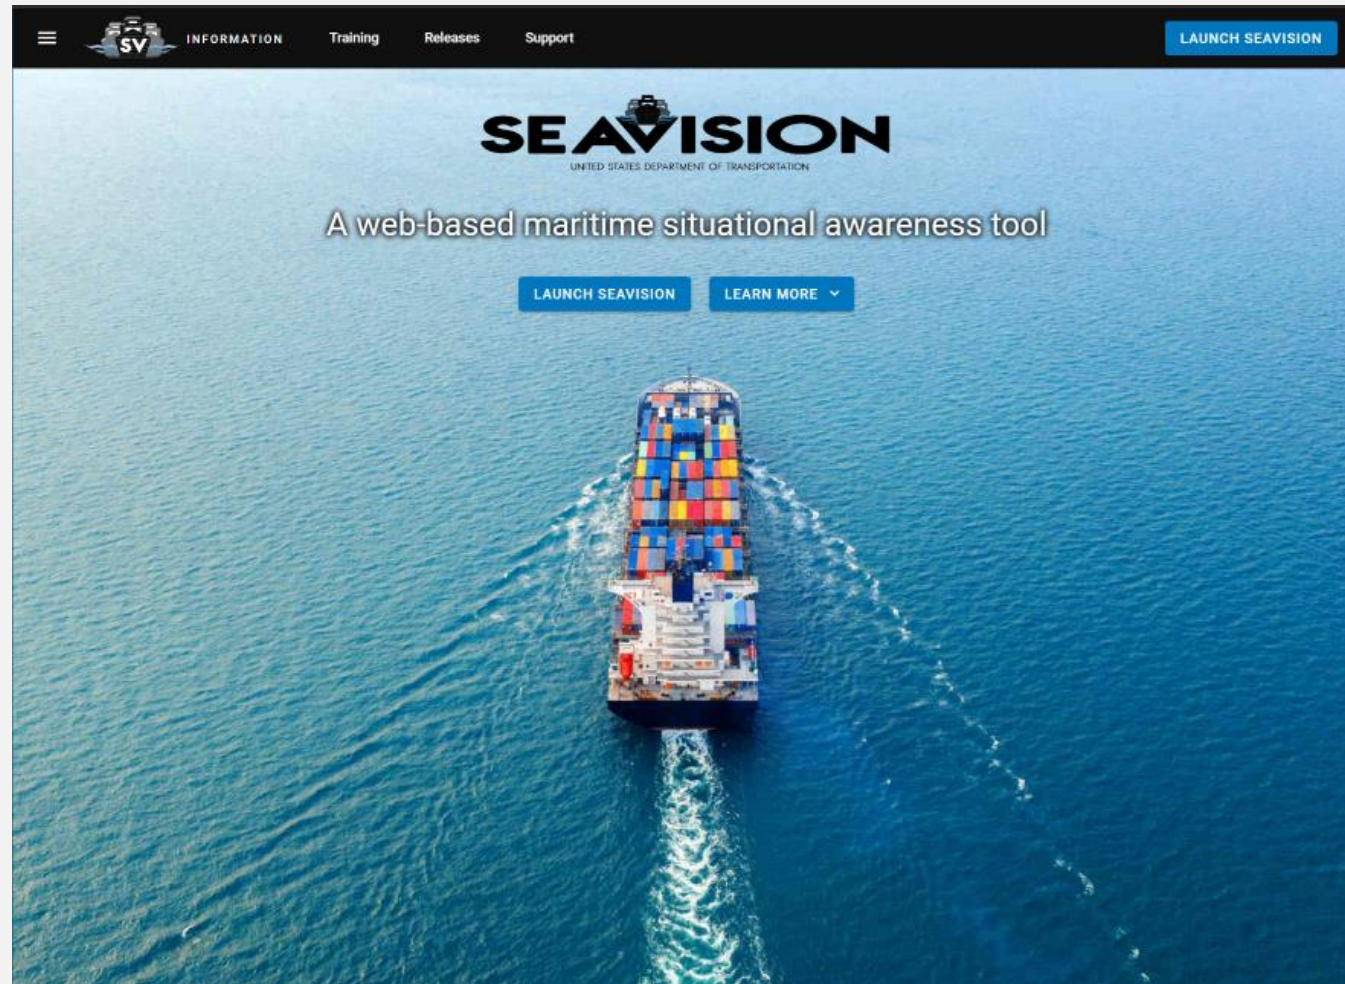 SV INFORMATION Training Releases Support LAUNCH SEAVISION
SEAVISION
UNITED STATES DEPARTMENT OF TRANSPORTATION
A web-based maritime situational awareness tool
LAUNCH SEAVISION LEARN MORE